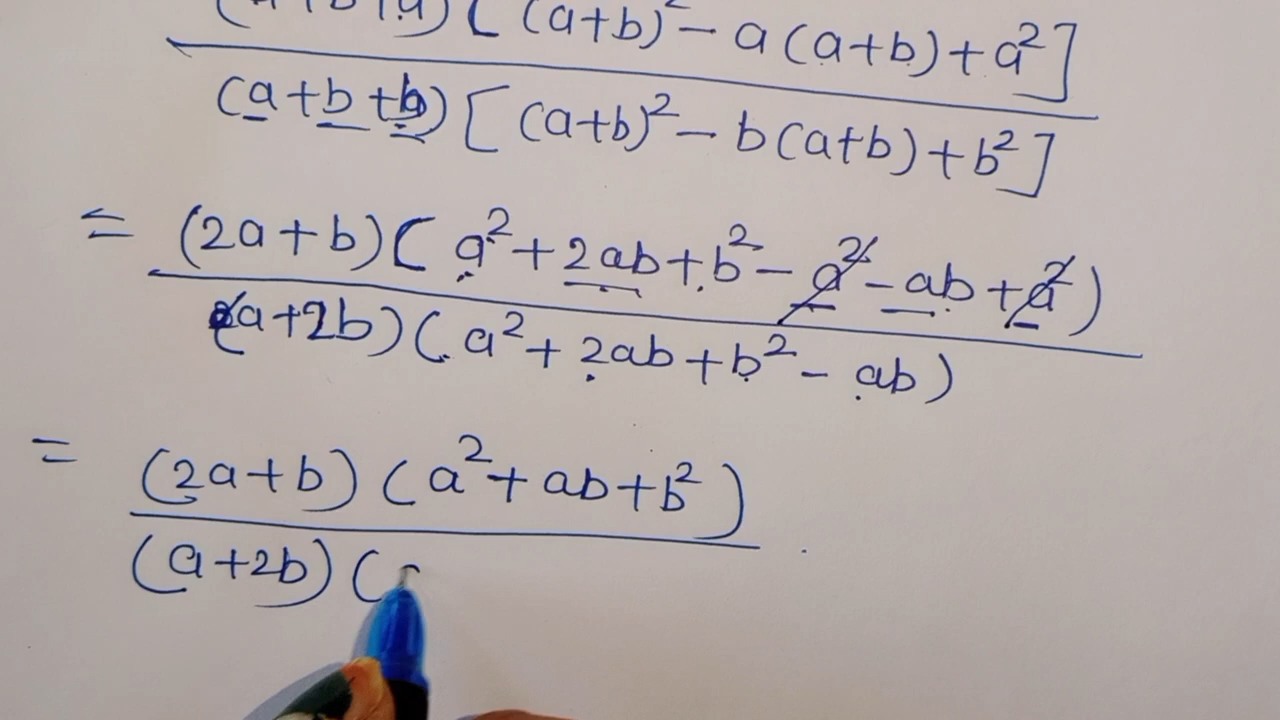 (a+b+a)[(a+b)²-a(a+b)+a²]
(a+b+b)[(a+b)²-b(a+b)+b²]
= (2a+b)(a²+2ab+b²-a²-ab+a²)
(a+2b)(a²+2ab+b²-ab)
= (2a+b)(a²+ab+b²)
(a+2b)(